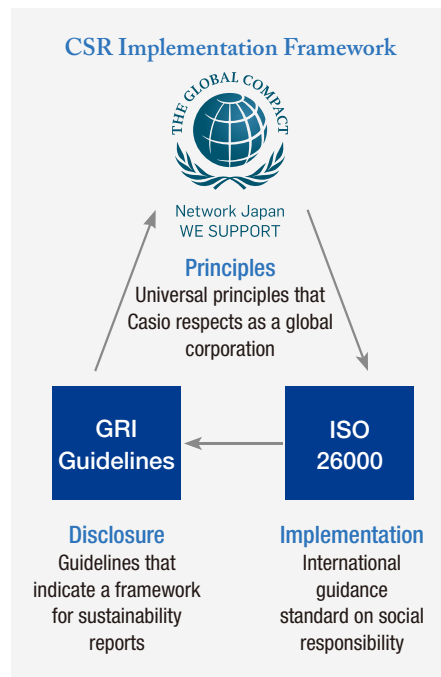 CSR Implementation Framework
THE GLOBAL COMPACT
Network Japan
WE SUPPORT
Principles
Universal principles that
Casio respects as a global
corporation
GRI
Guidelines
ISO
26000
Disclosure
Guidelines that
indicate a framework
for sustainability
reports
Implementation
International
guidance
standard on social
responsibility